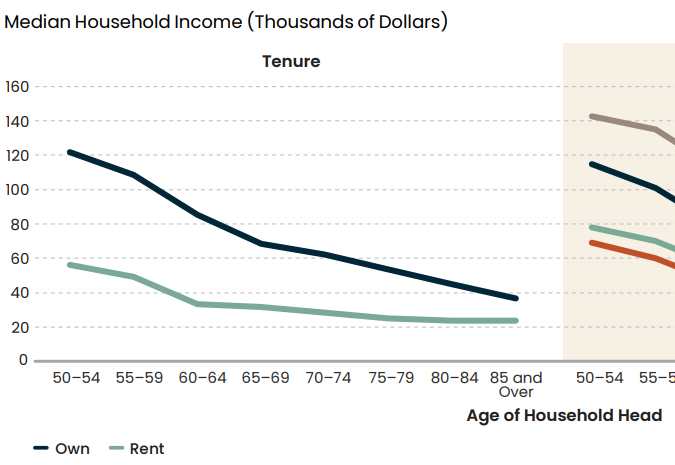 Median Household Income (Thousands of Dollars)
Tenure
160
140
120
100
80
60
40
20
0
50–54 55–59 60–64 65–69 70–74 75–79 80–84 85 and Over 50–54 55–5
Age of Household Head
Own Rent